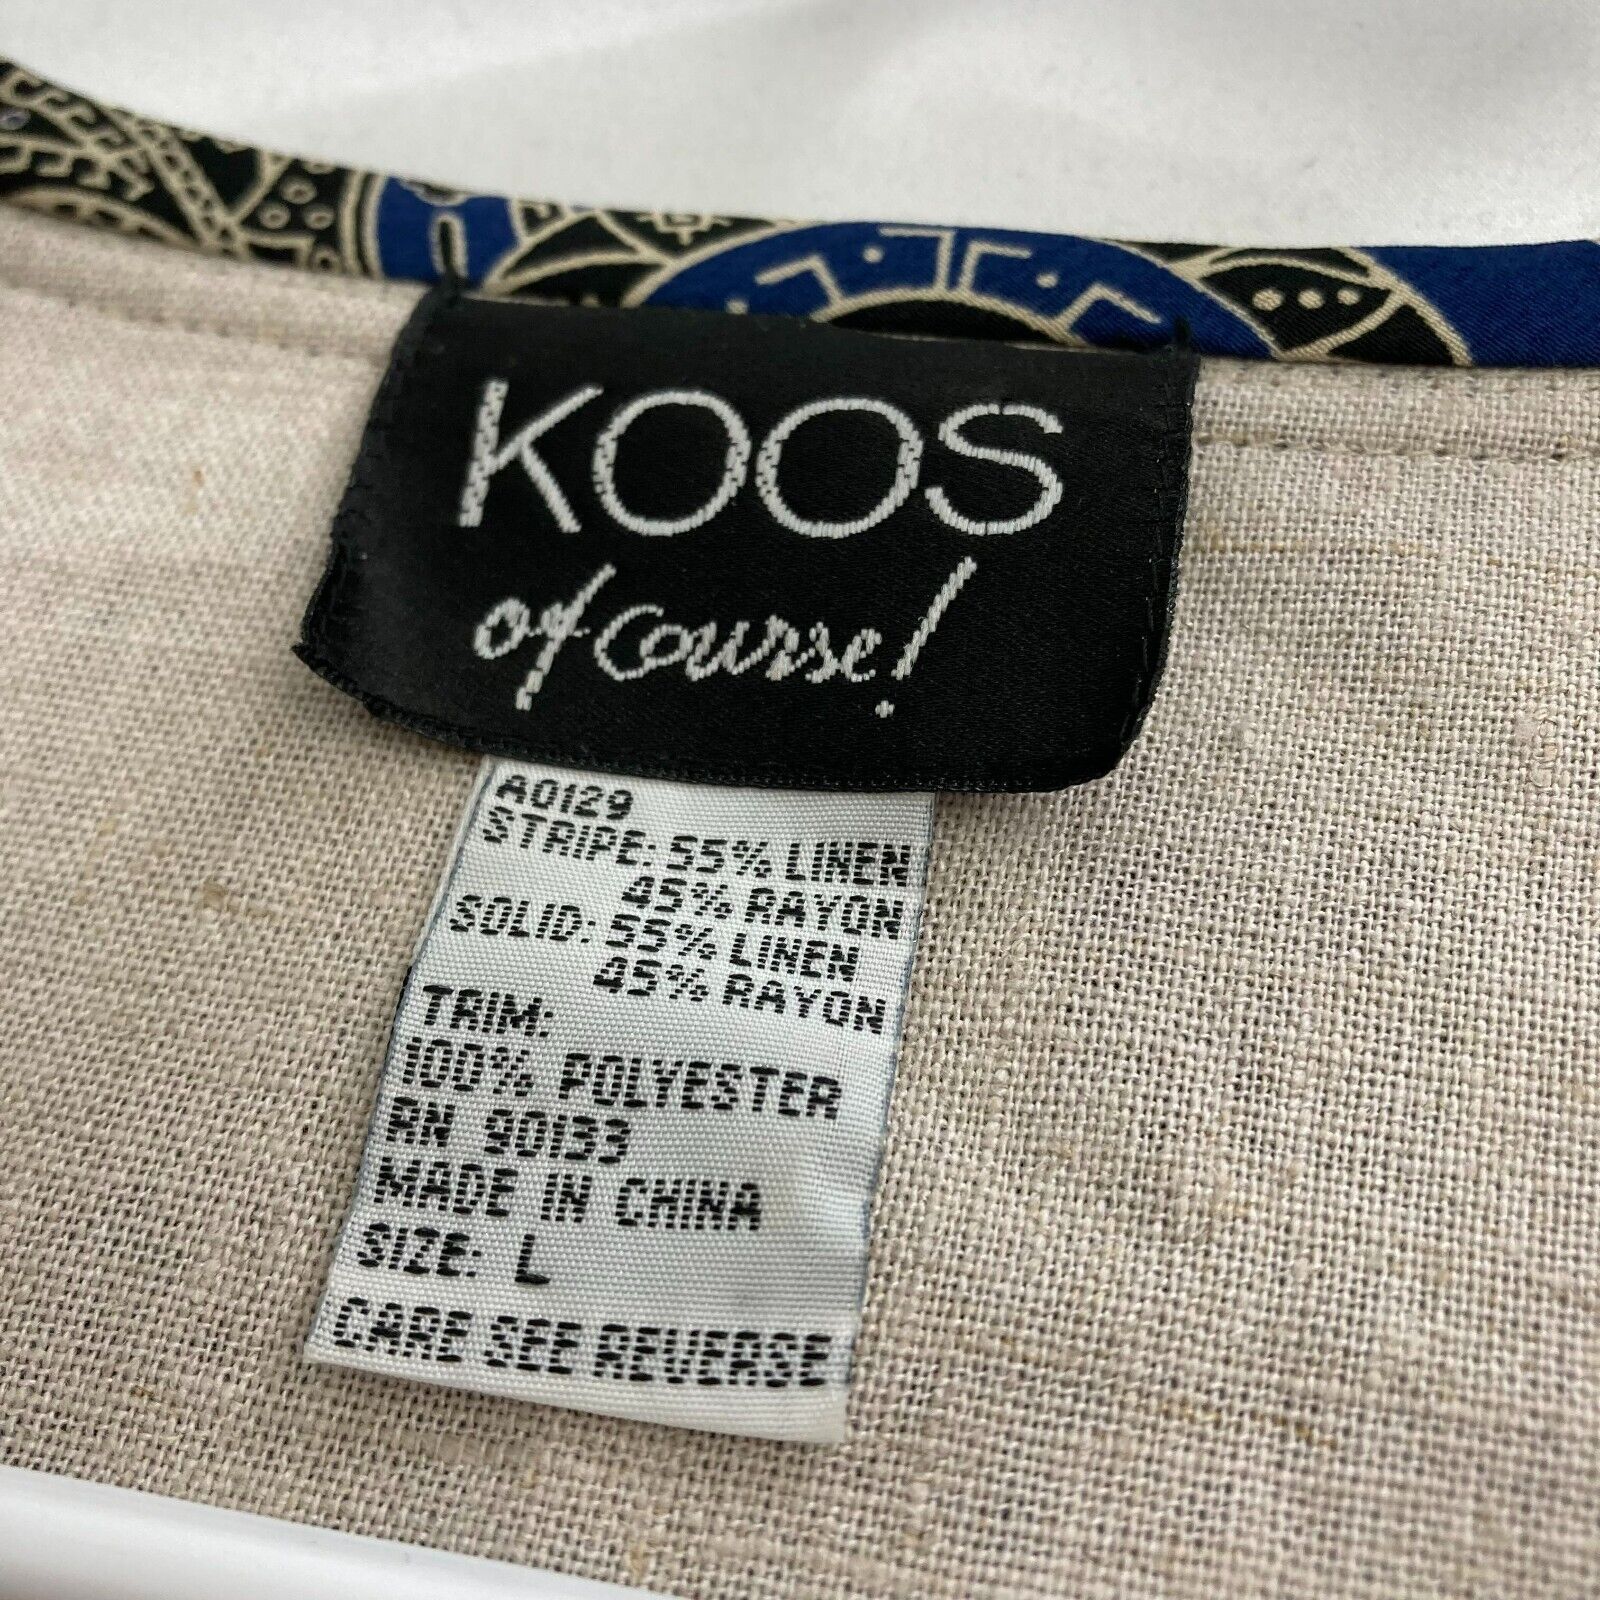 KOOS
of course!
A0129
STRIPE: 55% LINEN
45% RAYON
SOLID: 55% LINEN
45% RAYON
TRIM:
100% POLYESTER
RN 90133
MADE IN CHINA
SIZE: L
CARE SEE REVERSE